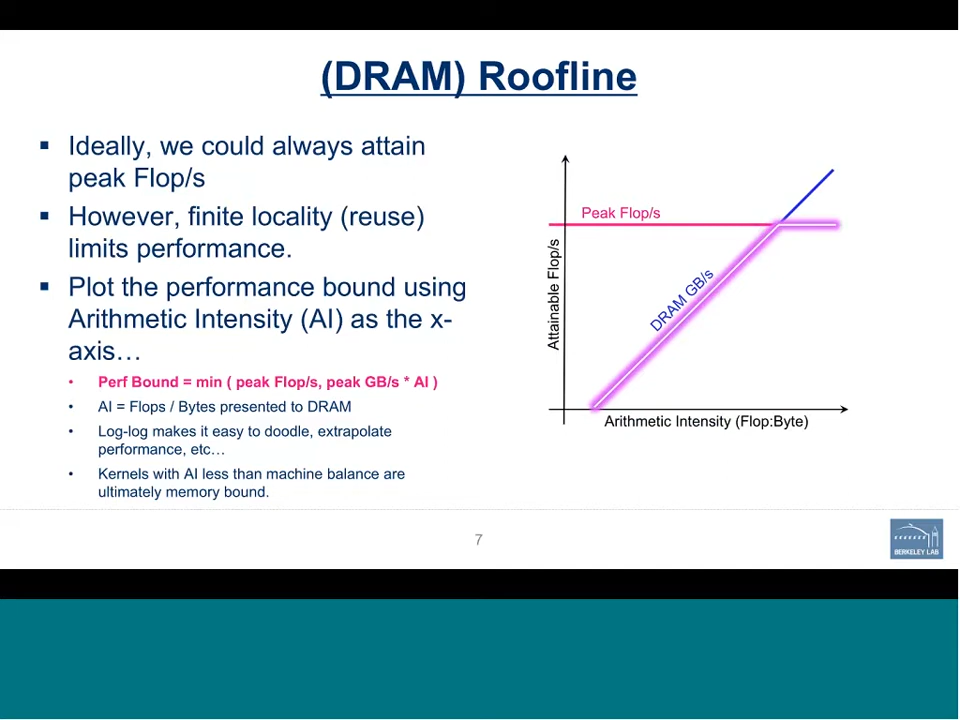 (DRAM) Roofline
▪ Ideally, we could always attain
peak Flop/s
▪ However, finite locality (reuse)
limits performance.
▪ Plot the performance bound using
Arithmetic Intensity (AI) as the x-
axis…
• Perf Bound = min ( peak Flop/s, peak GB/s * AI )
• AI = Flops / Bytes presented to DRAM
• Log-log makes it easy to doodle, extrapolate
performance, etc…
• Kernels with AI less than machine balance are
ultimately memory bound.
Peak Flop/s
Attainable Flop/s
DRAM GB/s
Arithmetic Intensity (Flop:Byte)
7
BERKELEY LAB